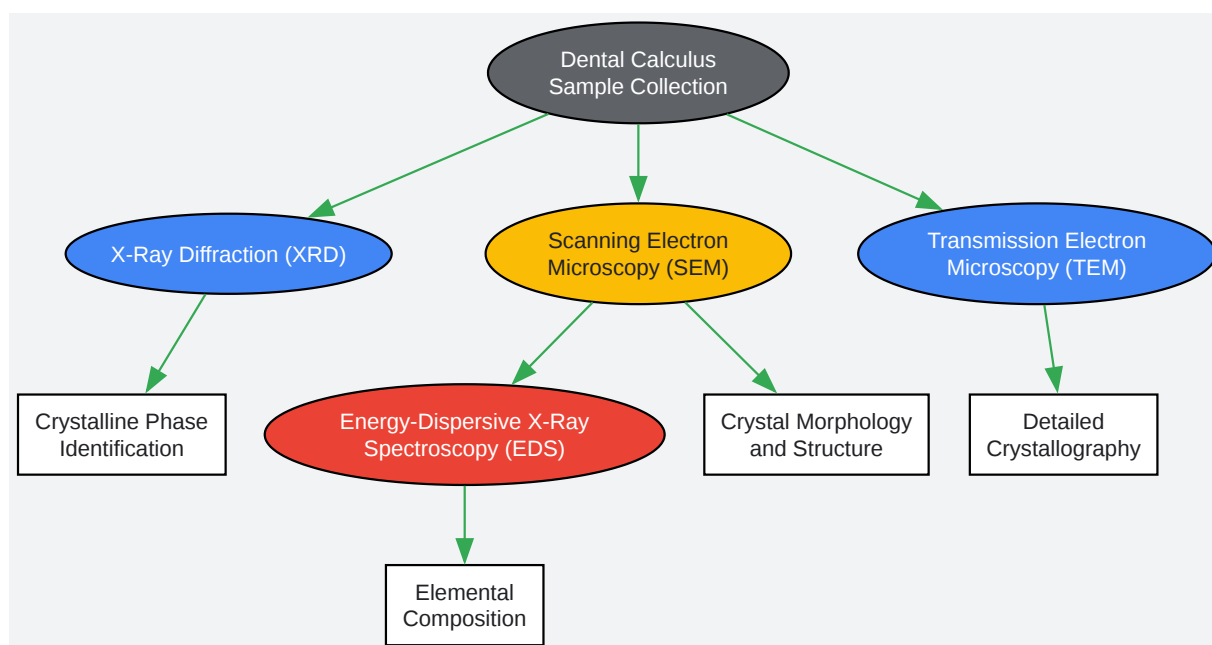 Dental Calculus
Sample Collection
X-Ray Diffraction (XRD)
Scanning Electron
Microscopy (SEM)
Transmission Electron
Microscopy (TEM)
Crystalline Phase
Identification
Energy-Dispersive X-Ray
Spectroscopy (EDS)
Crystal Morphology
and Structure
Detailed
Crystallography
Elemental
Composition